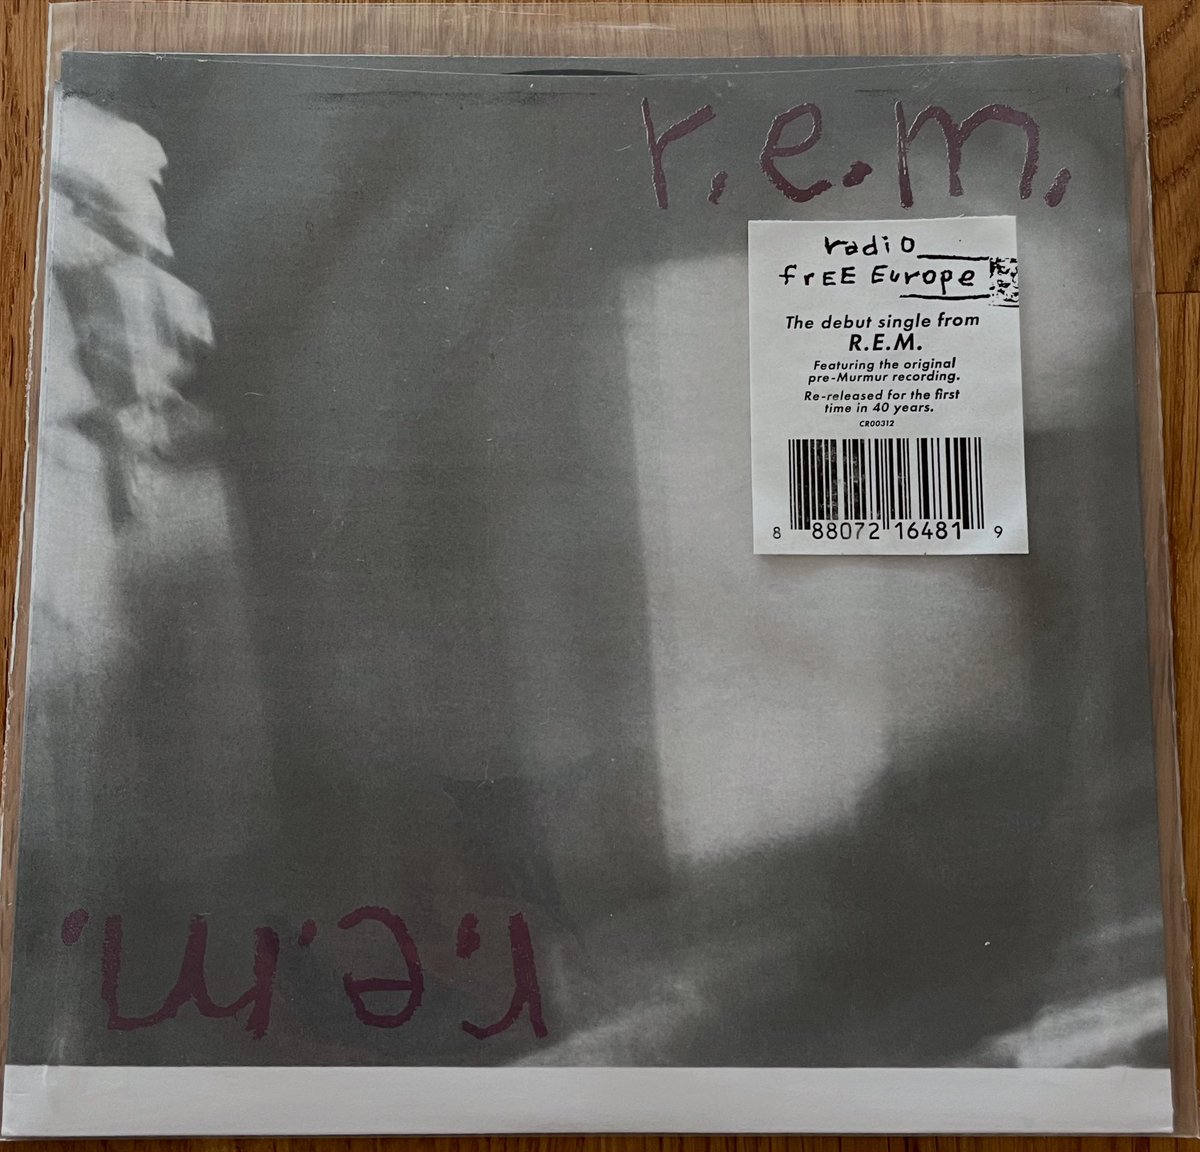 r.e.m.
radio
frEE Europe
The debut single from
R.E.M.
Featuring the original
pre-Murmur recording.
Re-released for the first
time in 40 years.
CR00312
8 88072 16481 9
r.e.m.